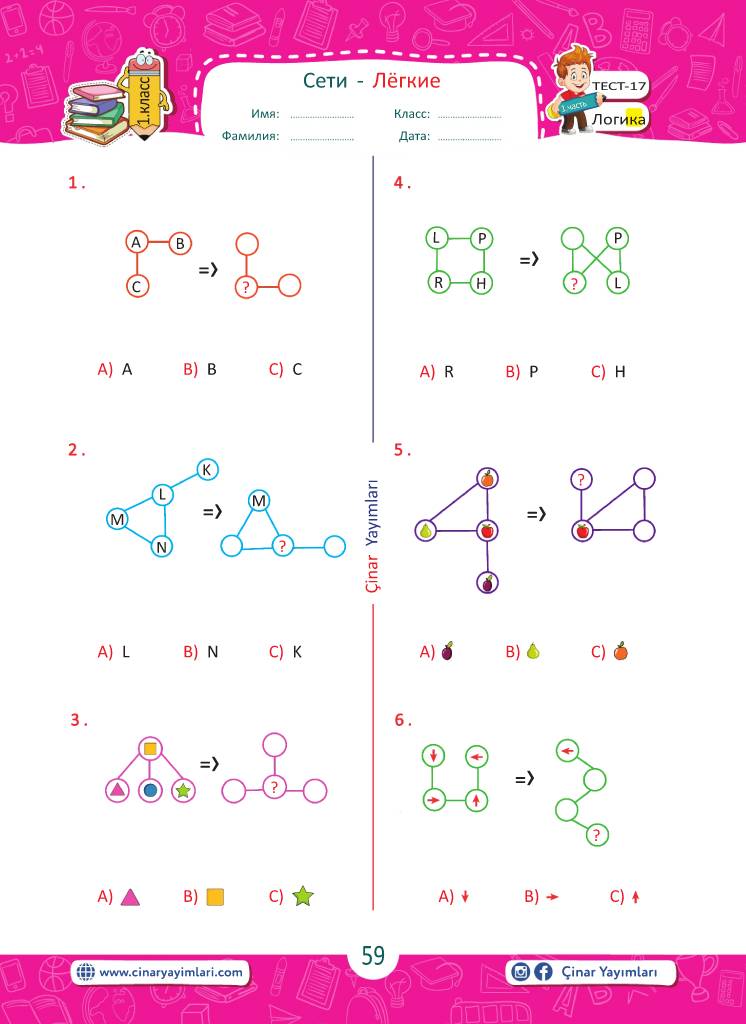 1.класс
Сети - Лёгкие
Имя: ........................ Класс: ........................
Фамилия: ........................ Дата: ........................
1 часть
ТЕСТ-17
Логика
1.
A B
C
=>
?
A) A B) B C) C
2.
K
L
M
N
=>
M
?
A) L B) N C) K
3.
=>
?
A) B) C)
Çınar Yayımları
4.
L P
R H
=>
P
? L
A) R B) P C) H
5.
=>
?
A) B) C)
6.
=>
?
A) B) C)
59
www.cinaryayimlari.com
Çinar Yayımları